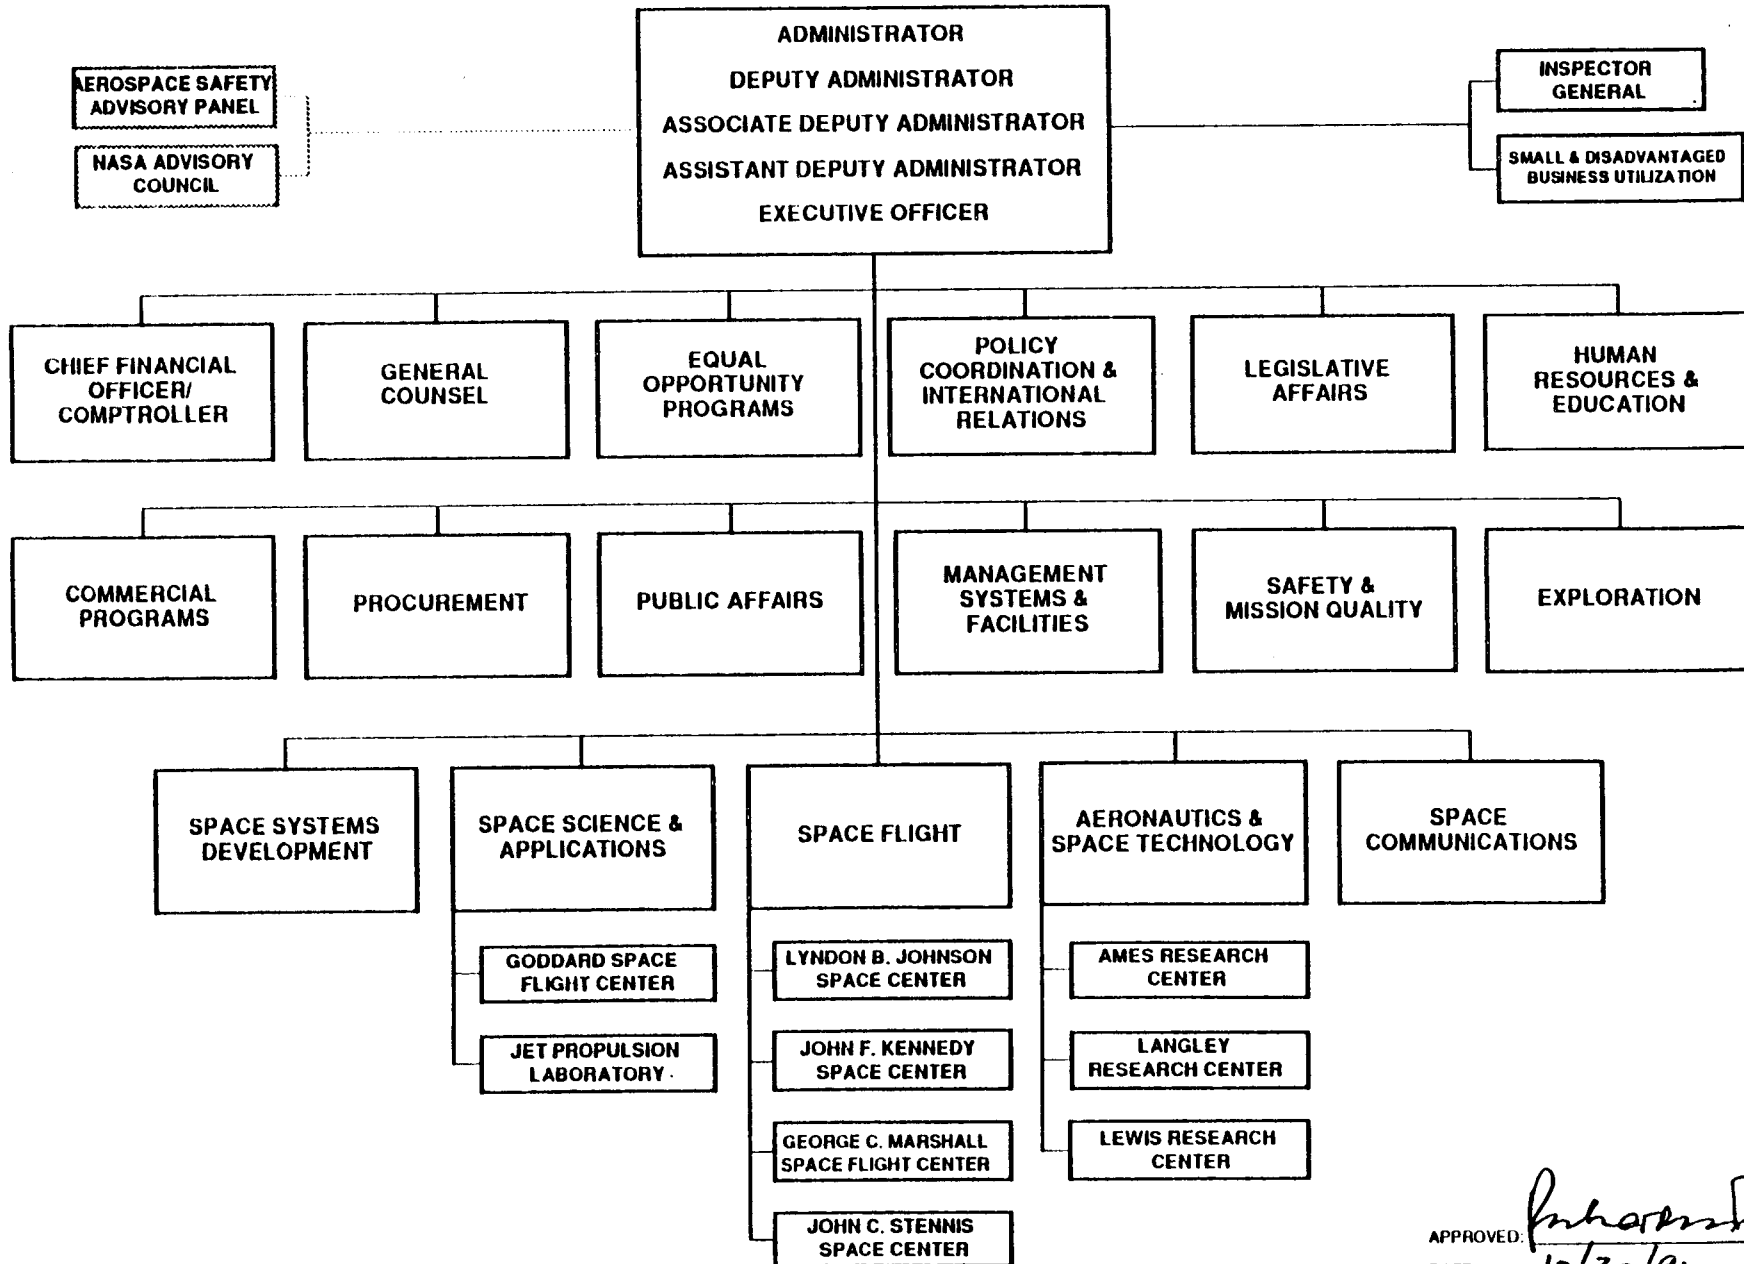 ADMINISTRATOR
DEPUTY ADMINISTRATOR
ASSOCIATE DEPUTY ADMINISTRATOR
ASSISTANT DEPUTY ADMINISTRATOR
EXECUTIVE OFFICER
AEROSPACE SAFETY
ADVISORY PANEL
NASA ADVISORY
COUNCIL
INSPECTOR
GENERAL
SMALL & DISADVANTAGED
BUSINESS UTILIZATION
CHIEF FINANCIAL
OFFICER/
COMPTROLLER
GENERAL
COUNSEL
EQUAL
OPPORTUNITY
PROGRAMS
POLICY
COORDINATION &
INTERNATIONAL
RELATIONS
LEGISLATIVE
AFFAIRS
HUMAN
RESOURCES &
EDUCATION
COMMERCIAL
PROGRAMS
PROCUREMENT
PUBLIC AFFAIRS
MANAGEMENT
SYSTEMS &
FACILITIES
SAFETY &
MISSION QUALITY
EXPLORATION
SPACE SYSTEMS
DEVELOPMENT
SPACE SCIENCE &
APPLICATIONS
SPACE FLIGHT
AERONAUTICS &
SPACE TECHNOLOGY
SPACE
COMMUNICATIONS
GODDARD SPACE
FLIGHT CENTER
JET PROPULSION
LABORATORY
LYNDON B. JOHNSON
SPACE CENTER
JOHN F. KENNEDY
SPACE CENTER
GEORGE C. MARSHALL
SPACE FLIGHT CENTER
JOHN C. STENNIS
SPACE CENTER
AMES RESEARCH
CENTER
LANGLEY
RESEARCH CENTER
LEWIS RESEARCH
CENTER
APPROVED: